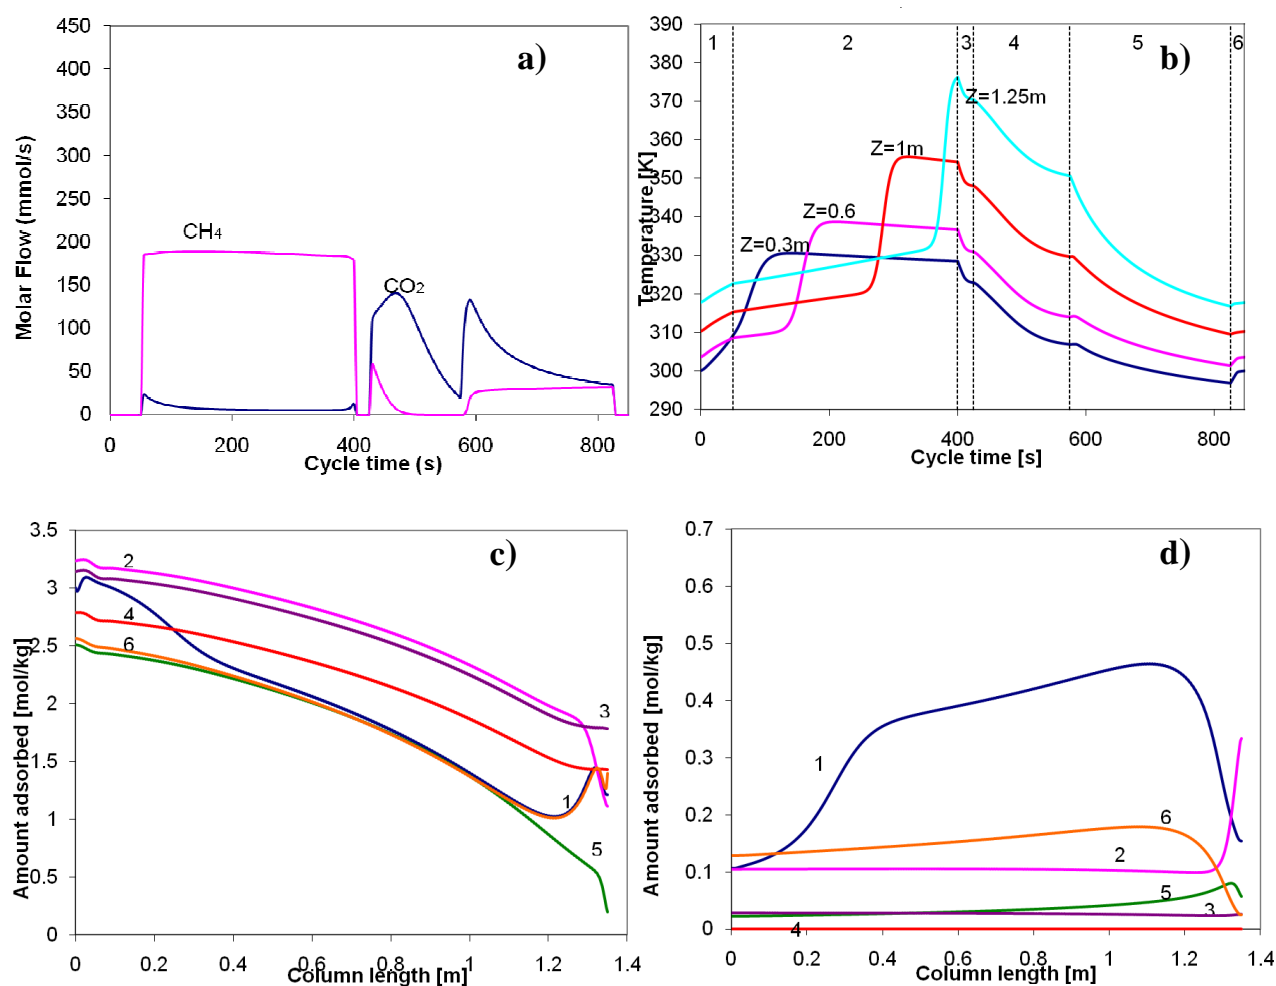 a)
450
400
350
300
250
200
150
100
50
0
Molar Flow (mmol/s)
CH4
CO2
0 200 400 600 800
Cycle time (s)
b)
390
380
370
360
350
340
330
320
310
300
290
Temperature [K]
1 2 3 4 5 6
Z=1.25m
Z=1m
Z=0.6
Z=0.3m
0 200 400 600 800
Cycle time [s]
c)
3.5
3
2.5
2
1.5
1
0.5
0
Amount adsorbed [mol/kg]
2
4
6
3
1
5
0 0.2 0.4 0.6 0.8 1 1.2 1.4
Column length [m]
d)
0.7
0.6
0.5
0.4
0.3
0.2
0.1
0
Amount adsorbed [mol/kg]
1
6
2
5
3
4
0 0.2 0.4 0.6 0.8 1 1.2 1.4
Column length [m]